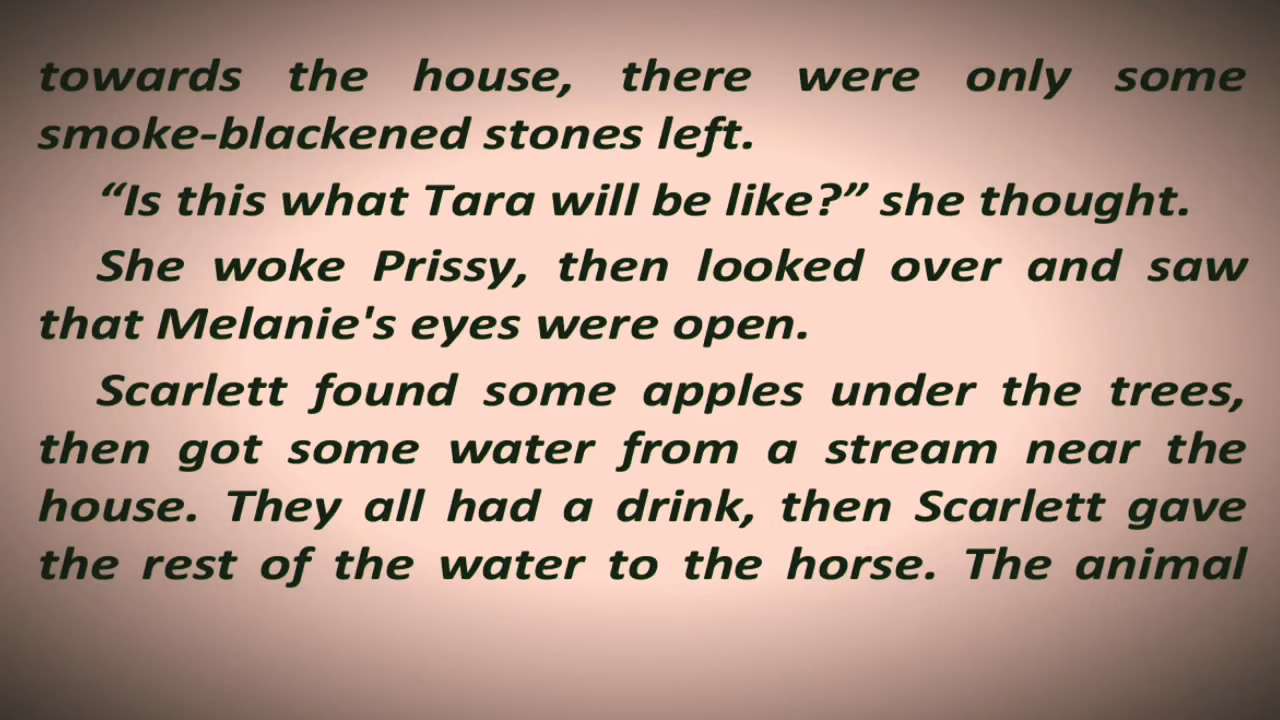 towards the house, there were only some
smoke-blackened stones left.
“Is this what Tara will be like?” she thought.
She woke Prissy, then looked over and saw
that Melanie's eyes were open.
Scarlett found some apples under the trees,
then got some water from a stream near the
house. They all had a drink, then Scarlett gave
the rest of the water to the horse. The animal